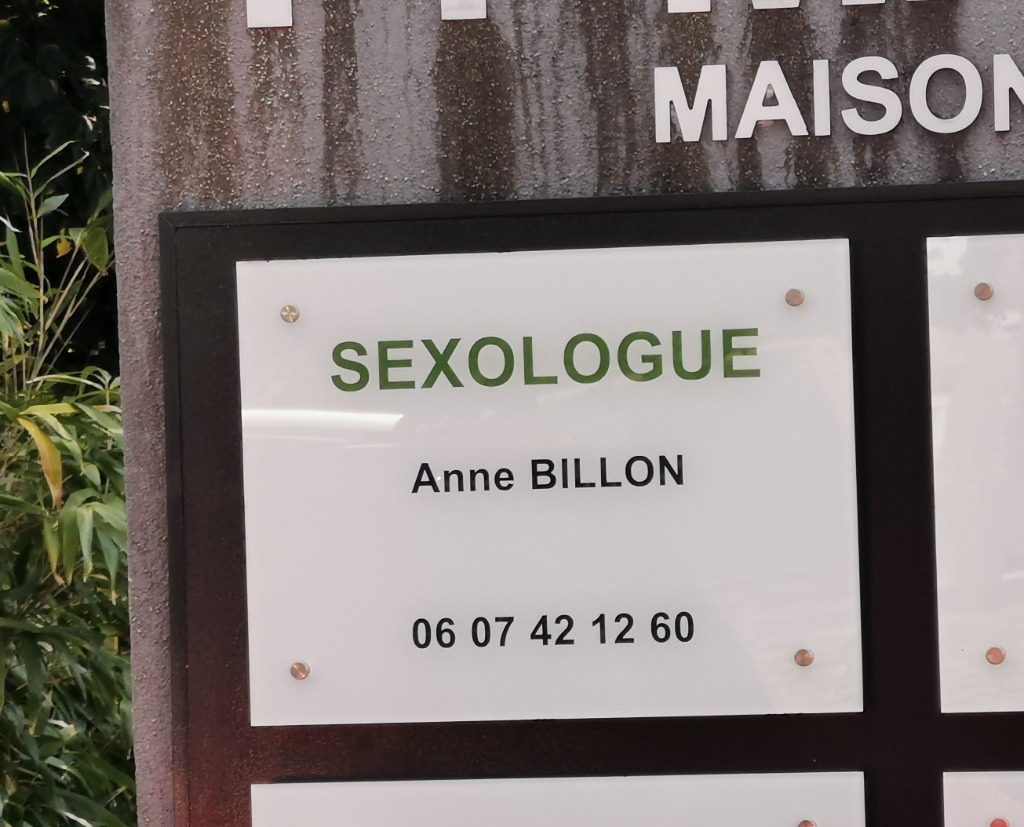 MAISON
SEXOLOGUE
Anne BILLON
06 07 42 12 60